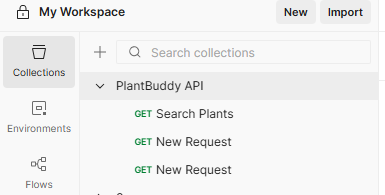 My Workspace
New
Import
Collections
Search collections
PlantBuddy API
GET Search Plants
Environments
GET New Request
GET New Request
Flows